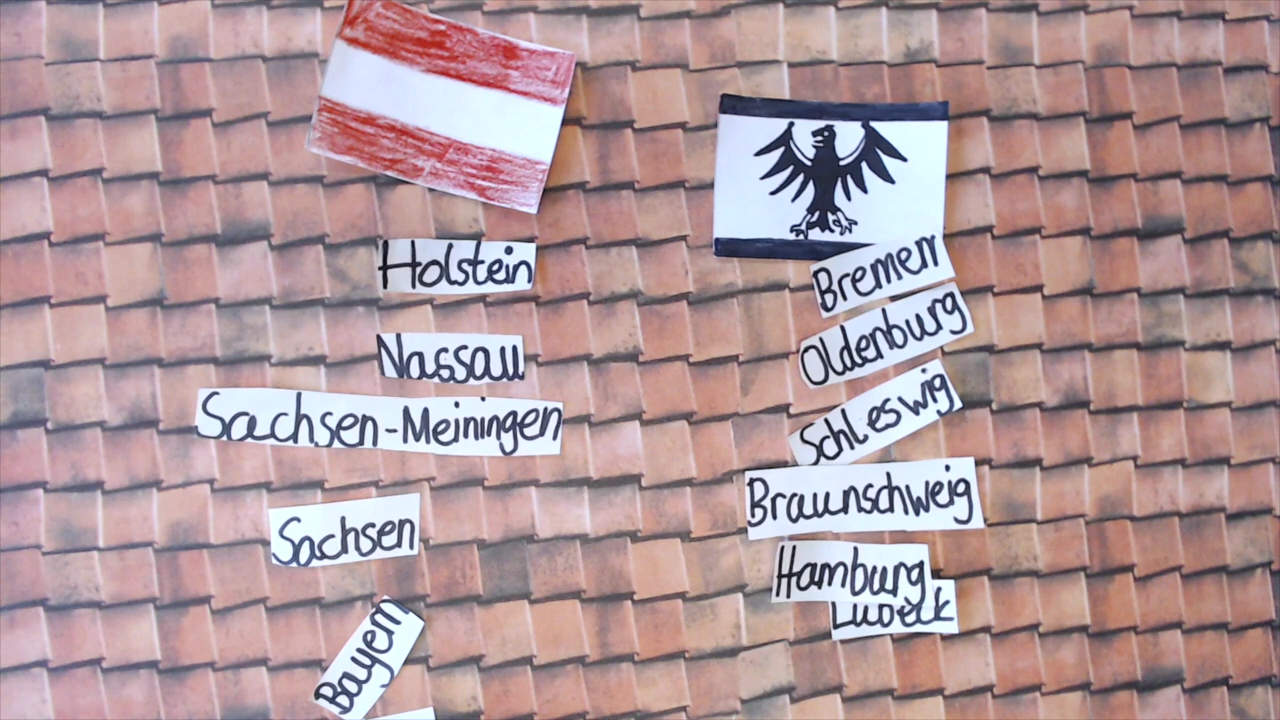 Holstein
Nassau
Sachsen-Meiningen
Sachsen
Bayern
Bremen
Oldenburg
Schleswig
Braunschweig
Hamburg
Lübeck